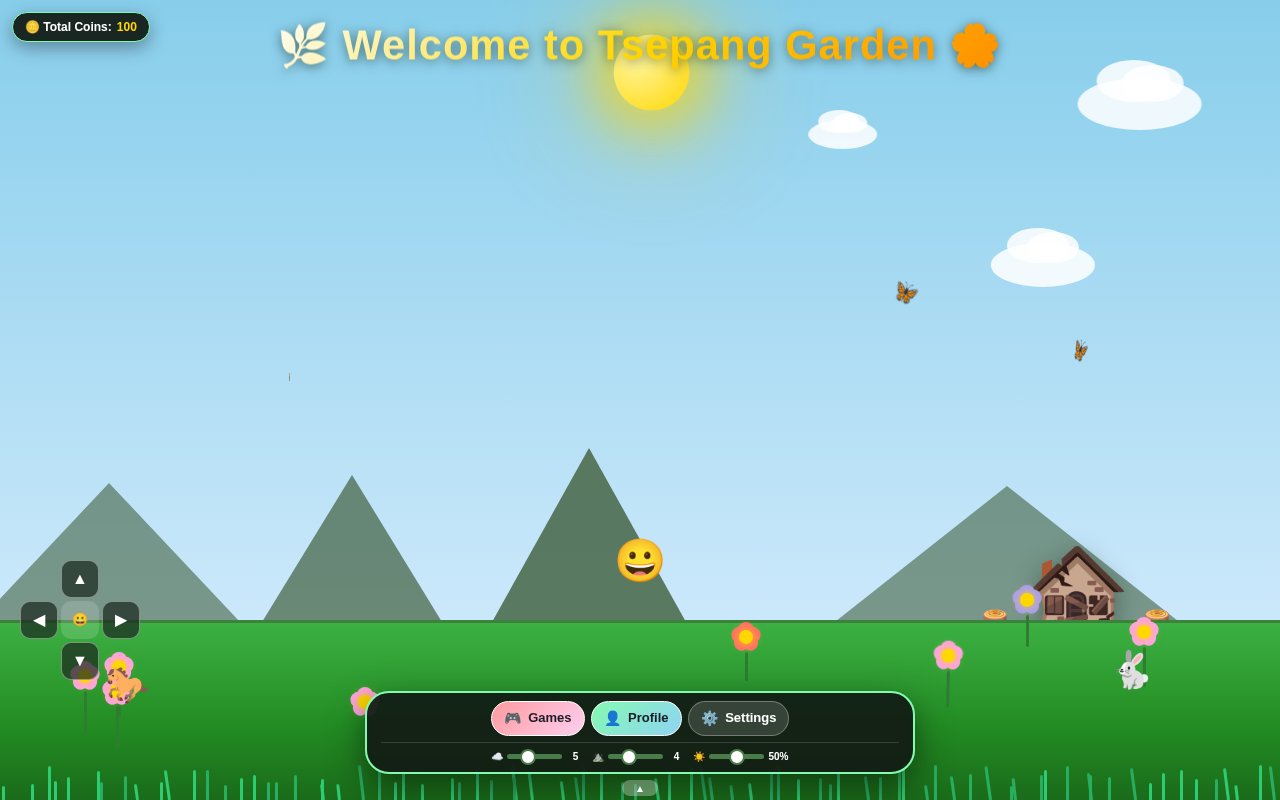 🪙 Total Coins: 100
🌿 Welcome to Tsepang Garden 🌼
🎮 Games
👤 Profile
⚙️ Settings
☁️ 5
⛰️ 4
☀️ 50%